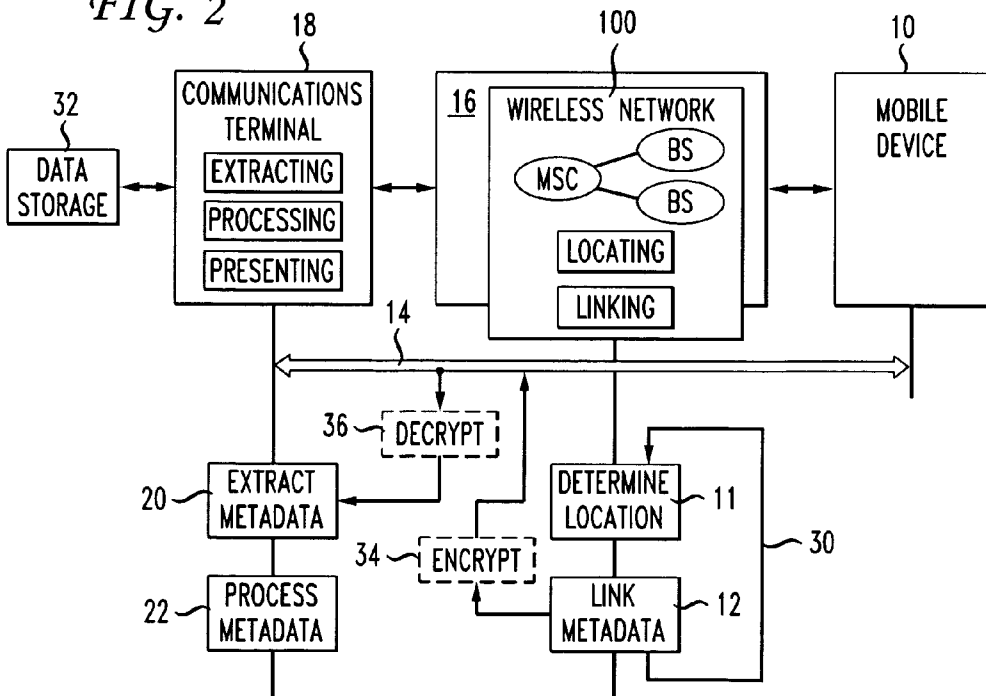 FIG. 2
18
100
10
32
DATA
STORAGE
COMMUNICATIONS
TERMINAL
EXTRACTING
PROCESSING
PRESENTING
16
WIRELESS NETWORK
MSC
BS
BS
LOCATING
LINKING
MOBILE
DEVICE
14
36
DECRYPT
20
EXTRACT
METADATA
DETERMINE
LOCATION
11
30
34
ENCRYPT
22
PROCESS
METADATA
LINK
METADATA
12